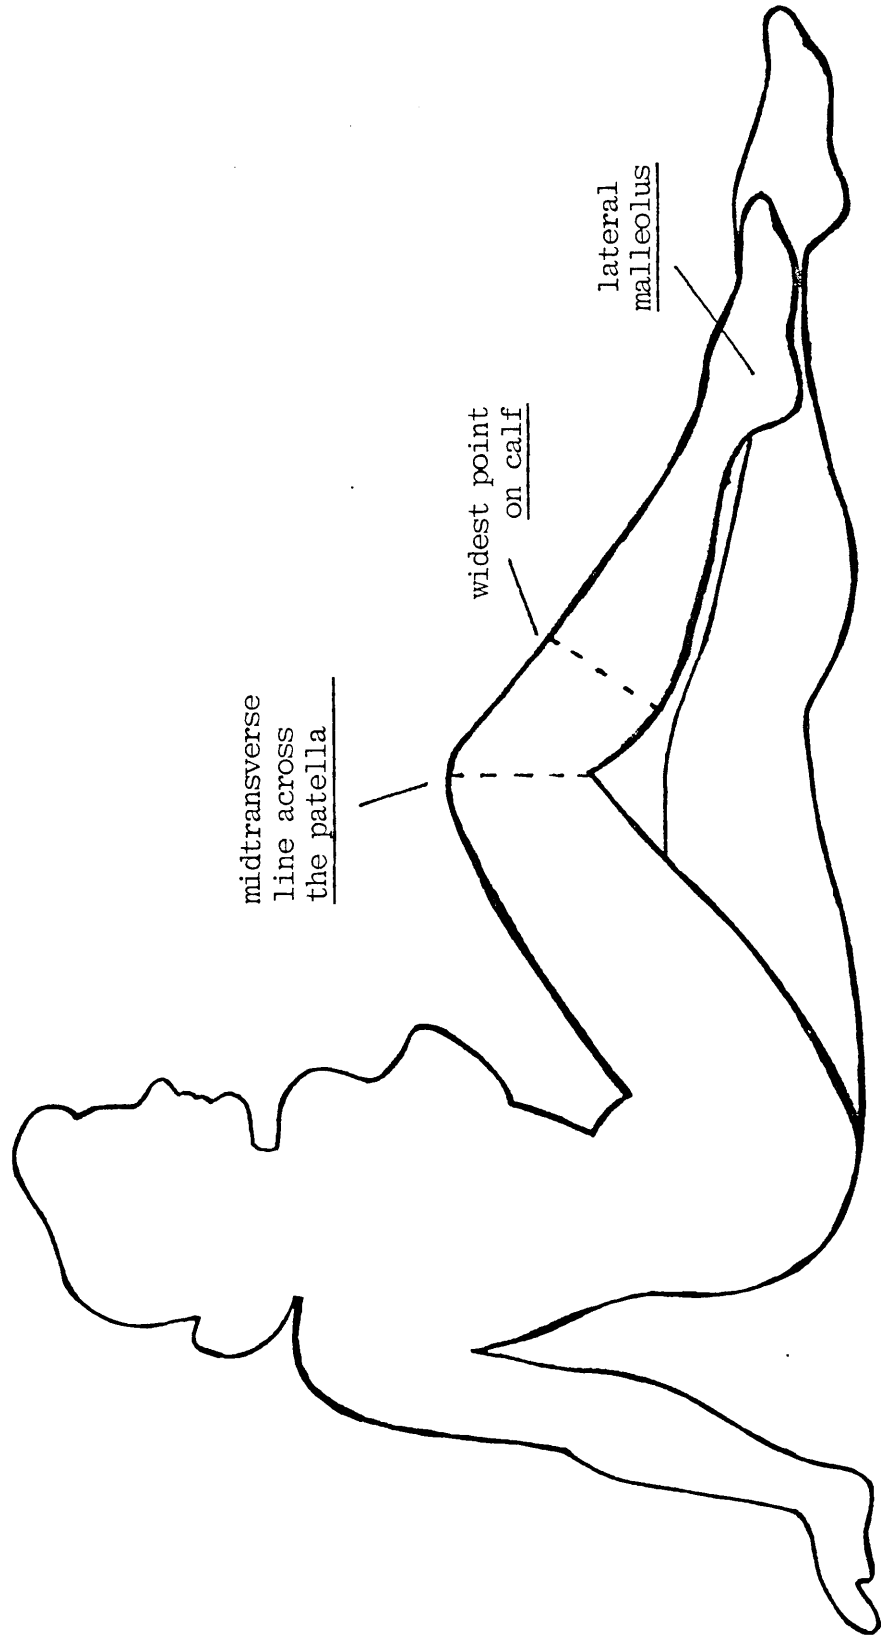 midtransverse
line across
the patella
widest point
on calf
lateral
malleolus